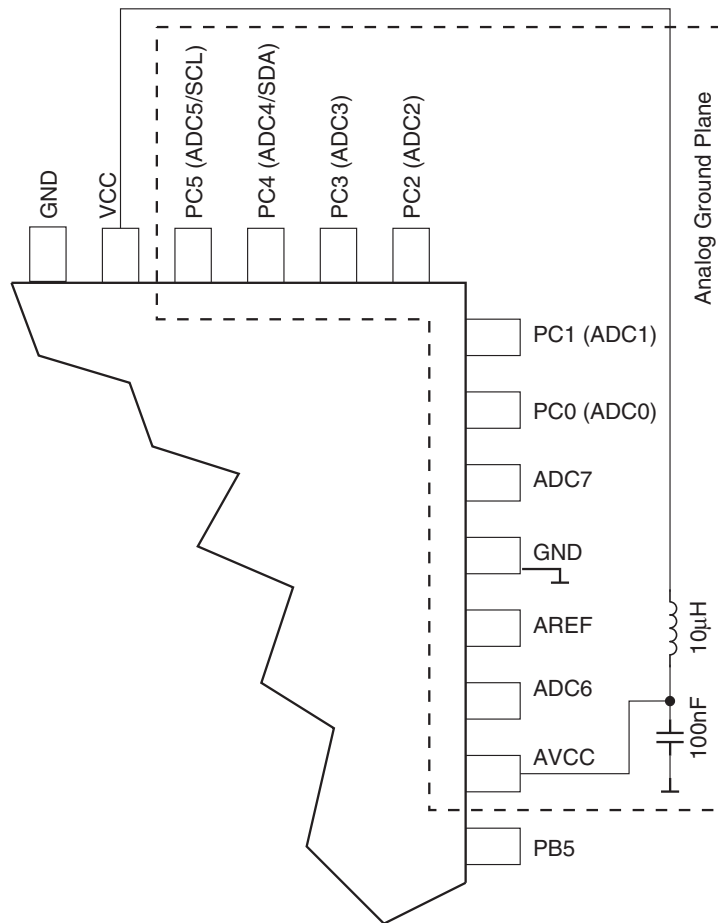 GND
VCC
PC5 (ADC5/SCL)
PC4 (ADC4/SDA)
PC3 (ADC3)
PC2 (ADC2)
Analog Ground Plane
PC1 (ADC1)
PC0 (ADC0)
ADC7
GND
AREF
10µH
ADC6
100nF
AVCC
PB5